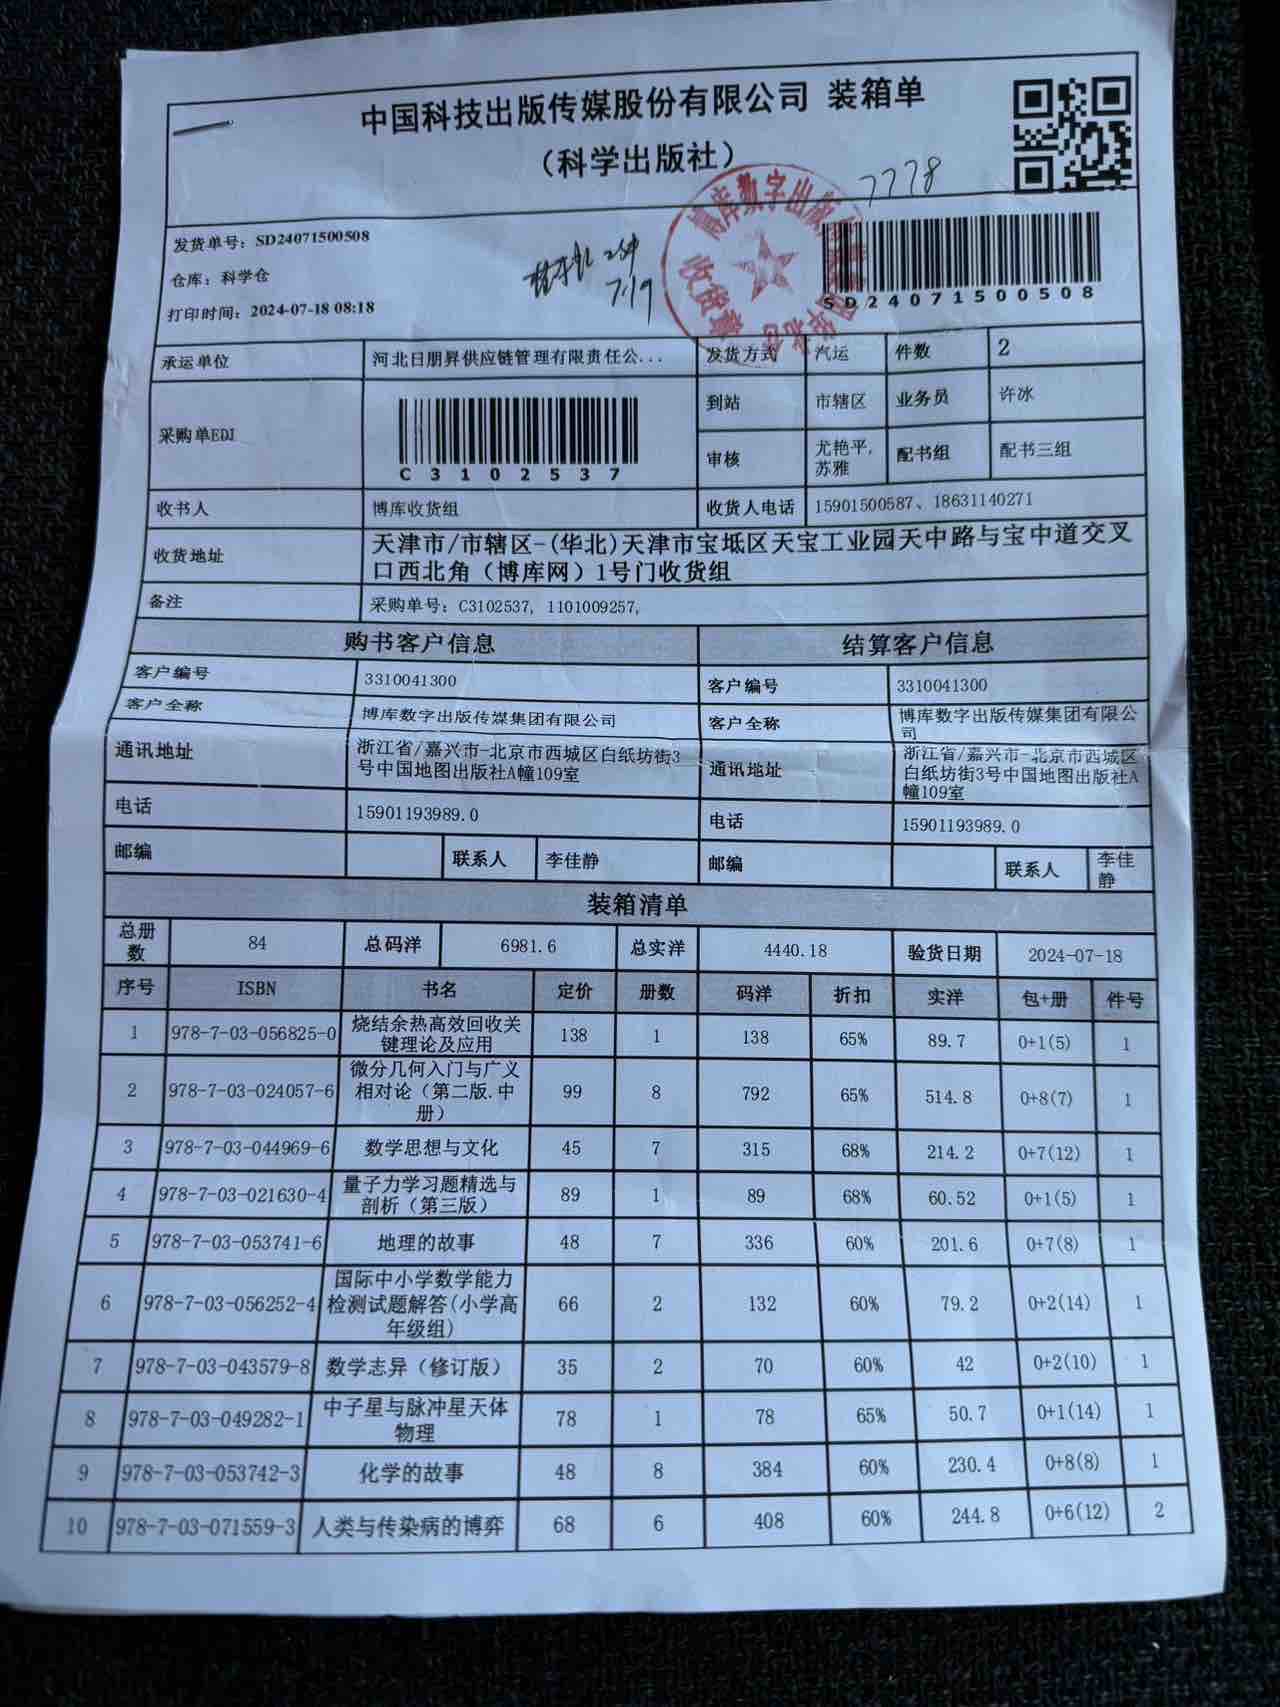 中国科技出版传媒股份有限公司 装箱单
（科学出版社）
7778
发货单号：SD24071500508
仓库：科学仓
打印时间：2024-07-18 08:18
7.19
SD24071500508
承运单位 河北日朋昇供应链管理有限责任公... 发货方式 汽运 件数 2
采购单EDI C3102537 到站 市辖区 业务员 许冰
审核 尤艳平, 配书组 配书三组
苏雅
收书人 博库收货组 收货人电话 15901500587、18631140271
收货地址 天津市/市辖区-(华北)天津市宝坻区天宝工业园天中路与宝中道交叉
口西北角（博库网）1号门收货组
备注 采购单号：C3102537, 1101009257,
购书客户信息 结算客户信息
客户编号 3310041300 客户编号 3310041300
客户全称 博库数字出版传媒集团有限公司 客户全称 博库数字出版传媒集团有限公
司
通讯地址 浙江省/嘉兴市-北京市西城区白纸坊街3 通讯地址 浙江省/嘉兴市-北京市西城区
号中国地图出版社A幢109室 白纸坊街3号中国地图出版社A
幢109室
电话 15901193989.0 电话 15901193989.0
邮编 联系人 李佳静 邮编 联系人 李佳
静
装箱清单
总册 84 总码洋 6981.6 总实洋 4440.18 验货日期 2024-07-18
数
序号 ISBN 书名 定价 册数 码洋 折扣 实洋 包+册 件号
1 978-7-03-056825-0 烧结余热高效回收关 138 1 138 65% 89.7 0+1(5) 1
键理论及应用
微分几何入门与广义
2 978-7-03-024057-6 相对论（第二版.中 99 8 792 65% 514.8 0+8(7) 1
册）
3 978-7-03-044969-6 数学思想与文化 45 7 315 68% 214.2 0+7(12) 1
4 978-7-03-021630-4 量子力学习题精选与 89 1 89 68% 60.52 0+1(5) 1
剖析（第三版）
5 978-7-03-053741-6 地理的故事 48 7 336 60% 201.6 0+7(8) 1
国际中小学数学能力
6 978-7-03-056252-4 检测试题解答(小学高 66 2 132 60% 79.2 0+2(14) 1
年级组)
7 978-7-03-043579-8 数学志异（修订版） 35 2 70 60% 42 0+2(10) 1
8 978-7-03-049282-1 中子星与脉冲星天体 78 1 78 65% 50.7 0+1(14) 1
物理
9 978-7-03-053742-3 化学的故事 48 8 384 60% 230.4 0+8(8) 1
10 978-7-03-071559-3 人类与传染病的博弈 68 6 408 60% 244.8 0+6(12) 2